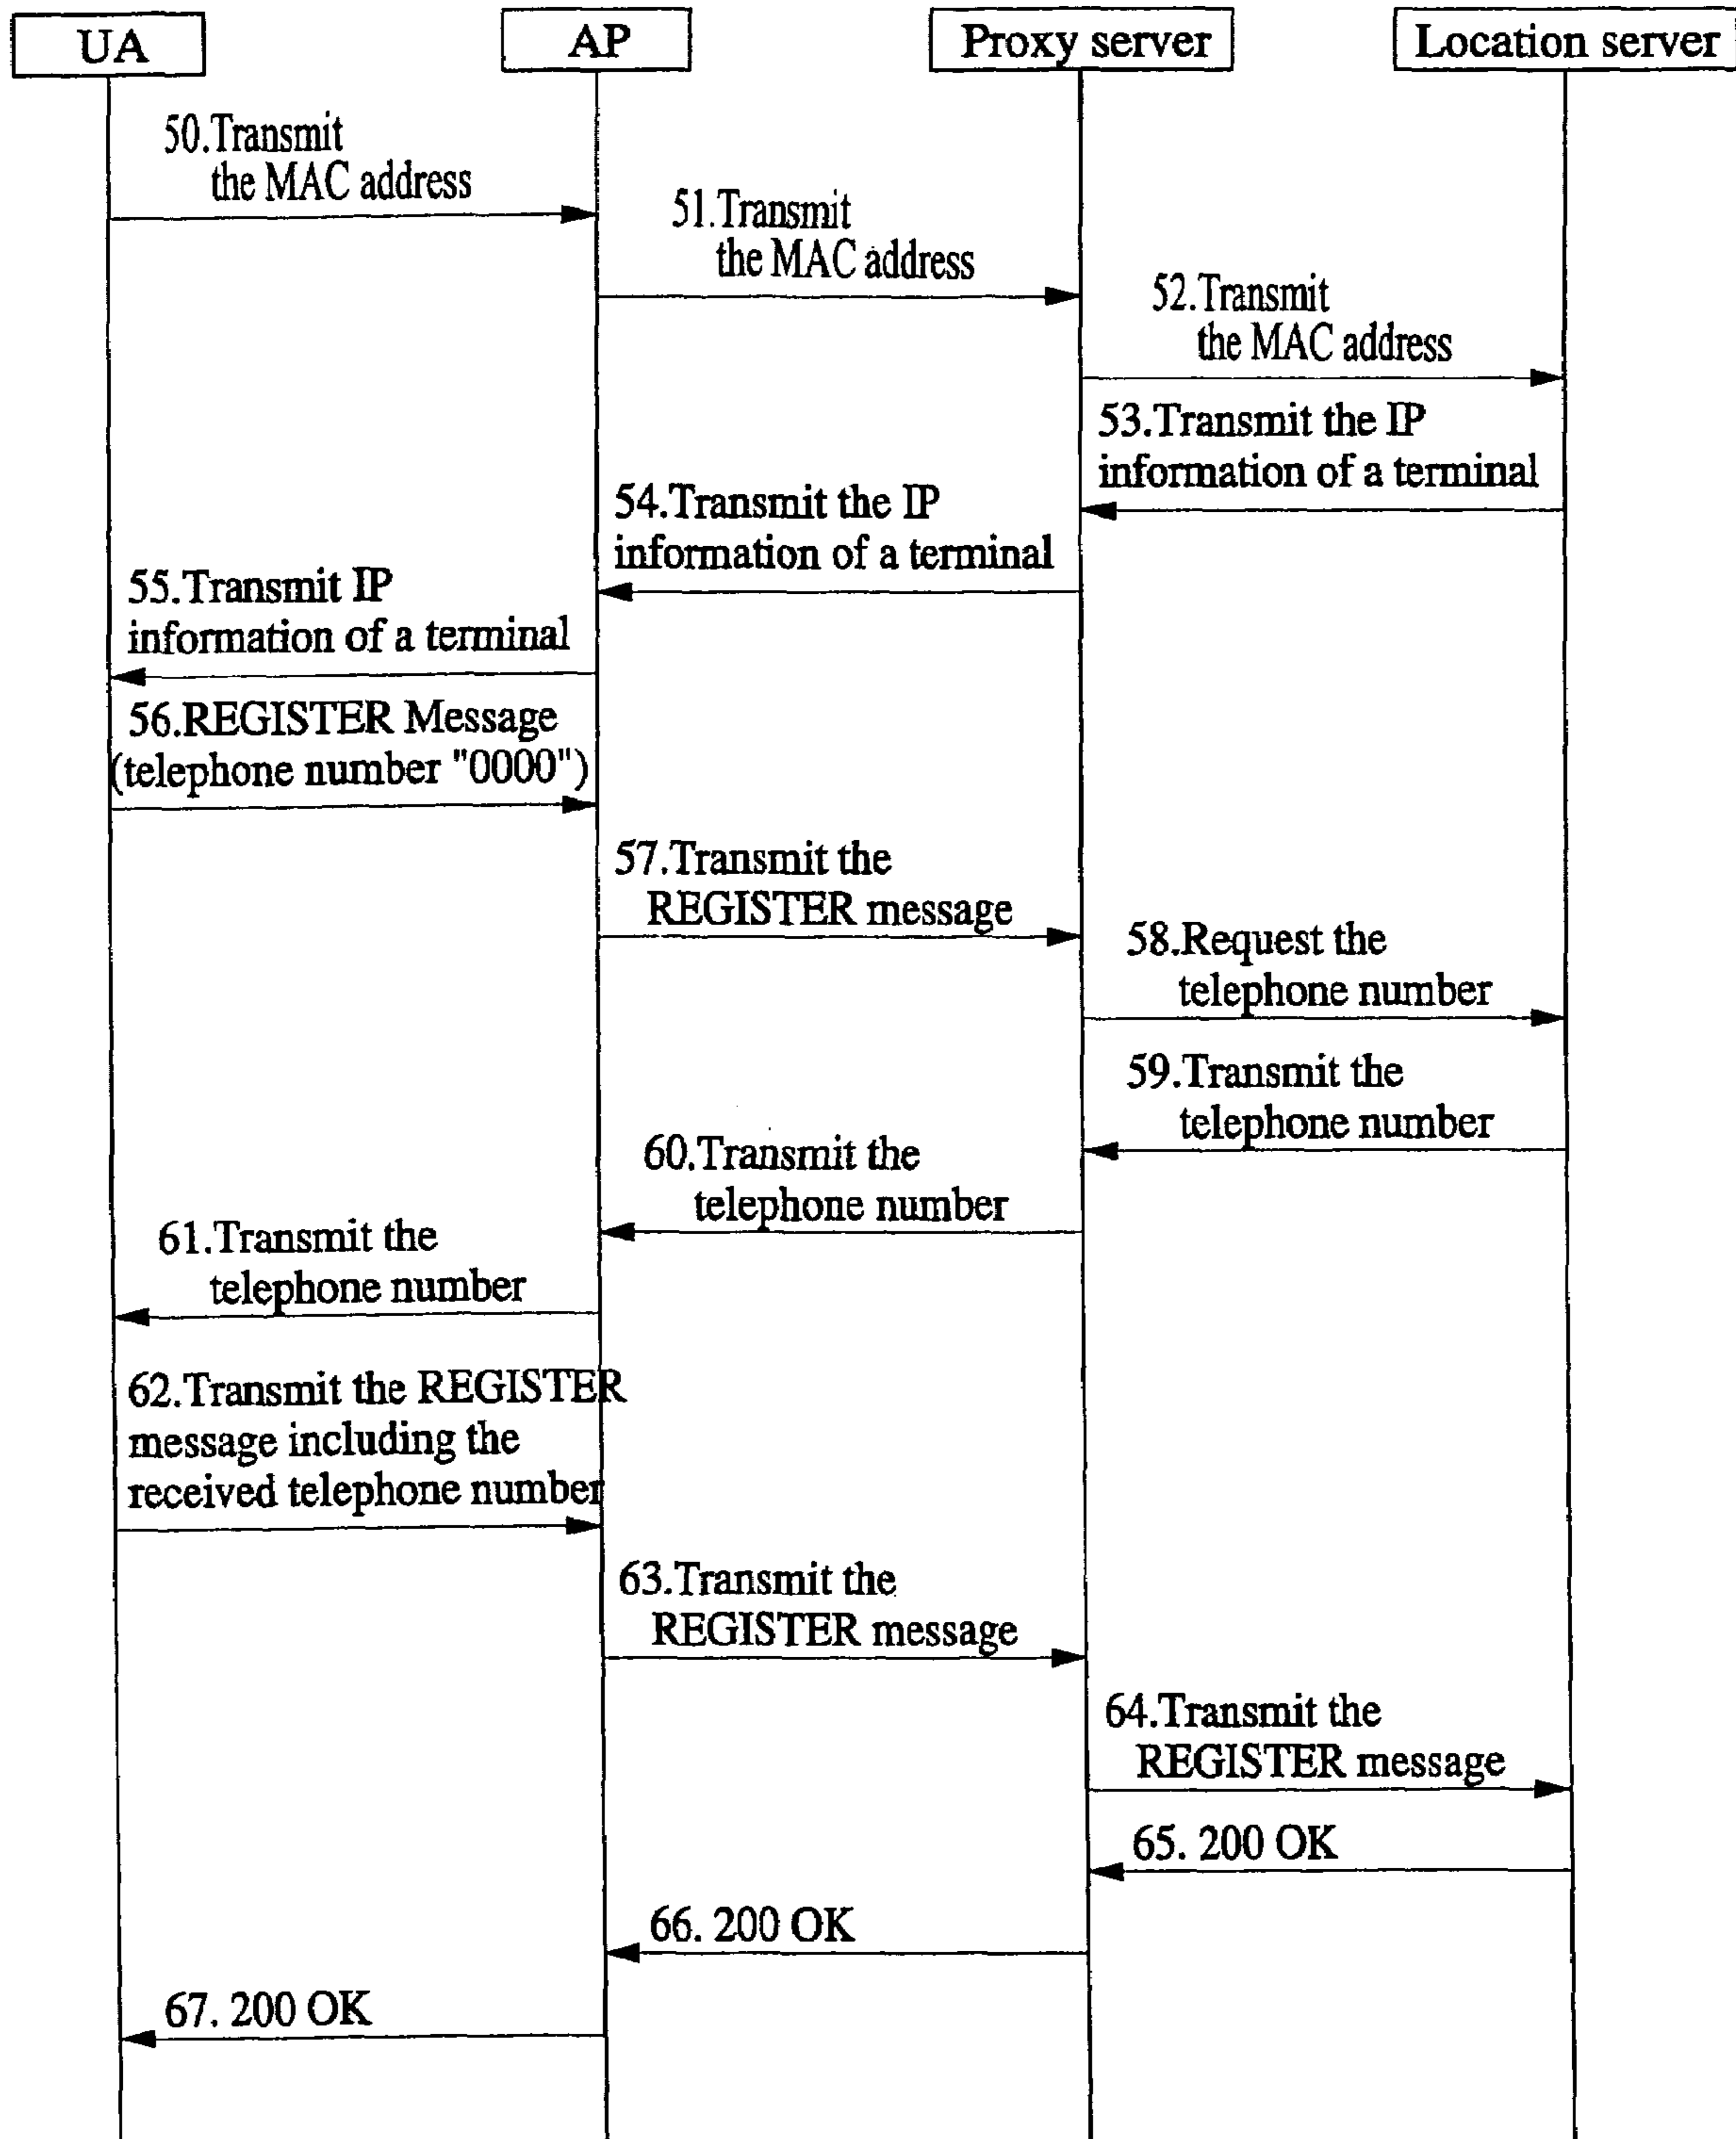 UA
AP
Proxy server
Location server
50.Transmit
the MAC address
51.Transmit
the MAC address
52.Transmit
the MAC address
53.Transmit the IP
information of a terminal
54.Transmit the IP
information of a terminal
55.Transmit IP
information of a terminal
56.REGISTER Message
(telephone number "0000")
57.Transmit the
REGISTER message
58.Request the
telephone number
59.Transmit the
telephone number
60.Transmit the
telephone number
61.Transmit the
telephone number
62.Transmit the REGISTER
message including the
received telephone number
63.Transmit the
REGISTER message
64.Transmit the
REGISTER message
65. 200 OK
66. 200 OK
67. 200 OK